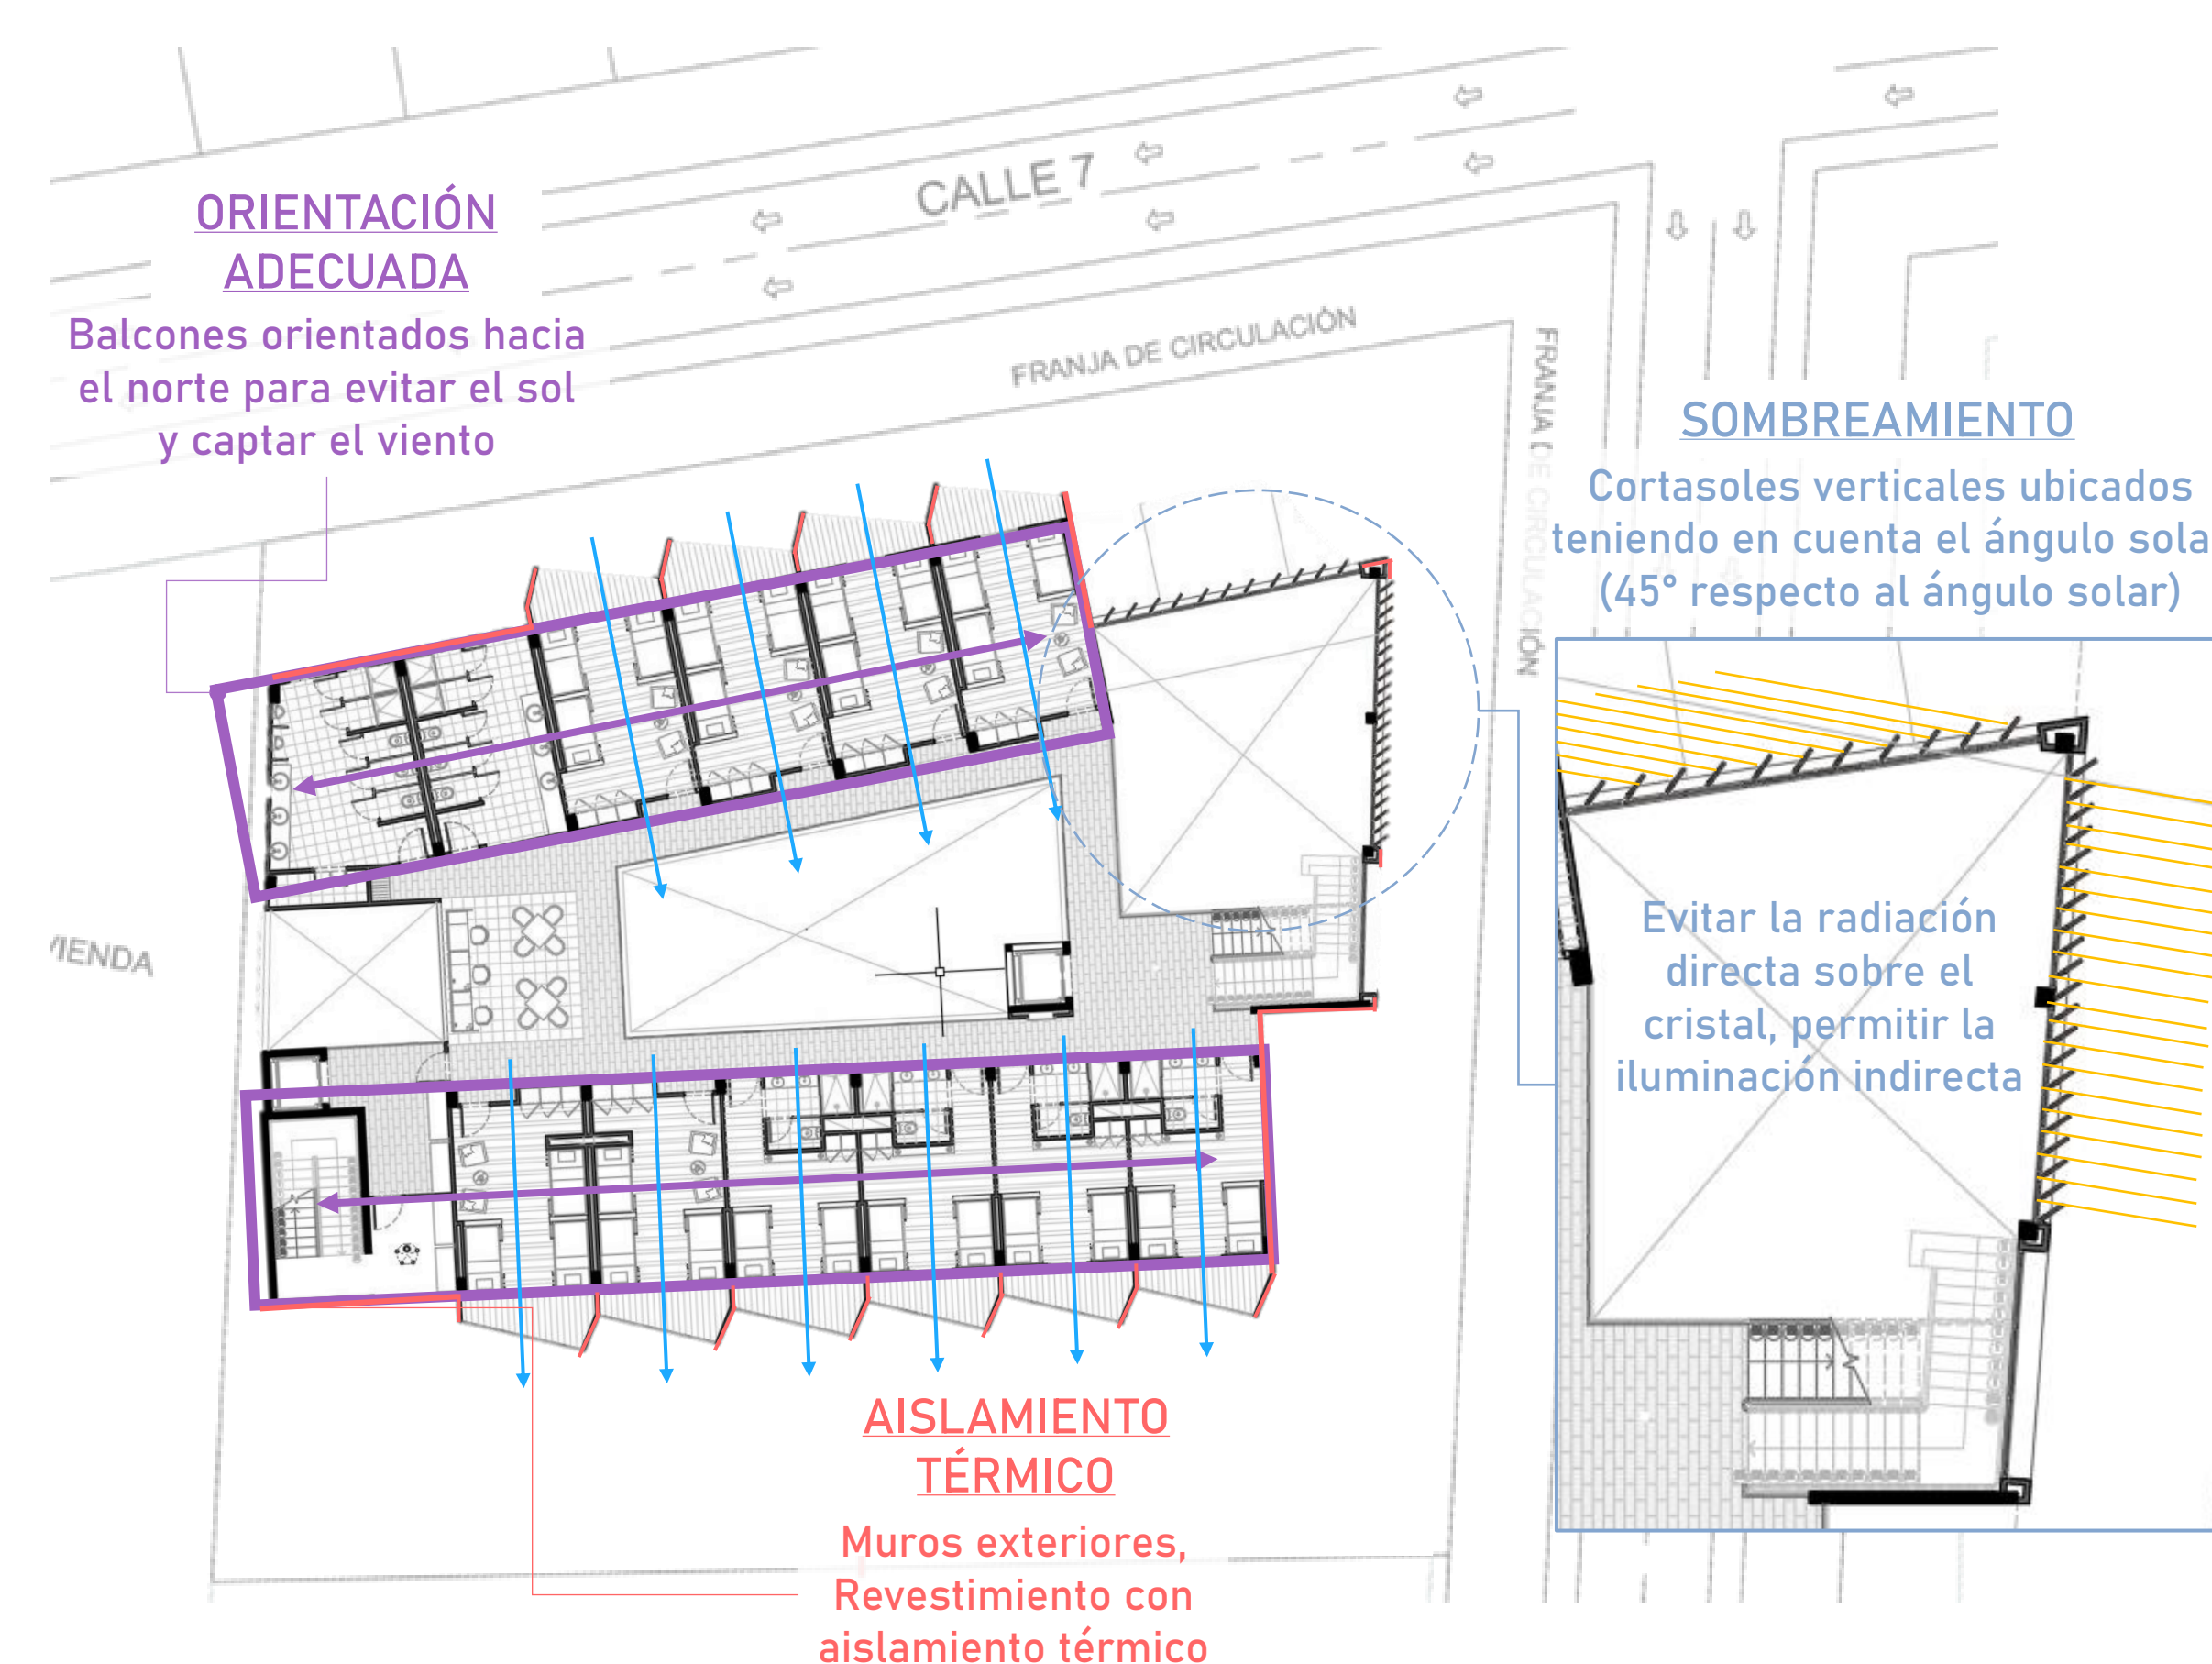 CALLE 7
ORIENTACIÓN
ADECUADA
Balcones orientados hacia
el norte para evitar el sol
y captar el viento
FRANJA DE CIRCULACIÓN
FRANJA DE CIRCULACIÓN
SOMBREAMIENTO
Cortasoles verticales ubicados
teniendo en cuenta el ángulo sola
(45° respecto al ángulo solar)
Evitar la radiación
directa sobre el
cristal, permitir la
iluminación indirecta
VIENDA
AISLAMIENTO
TÉRMICO
Muros exteriores,
Revestimiento con
aislamiento térmico